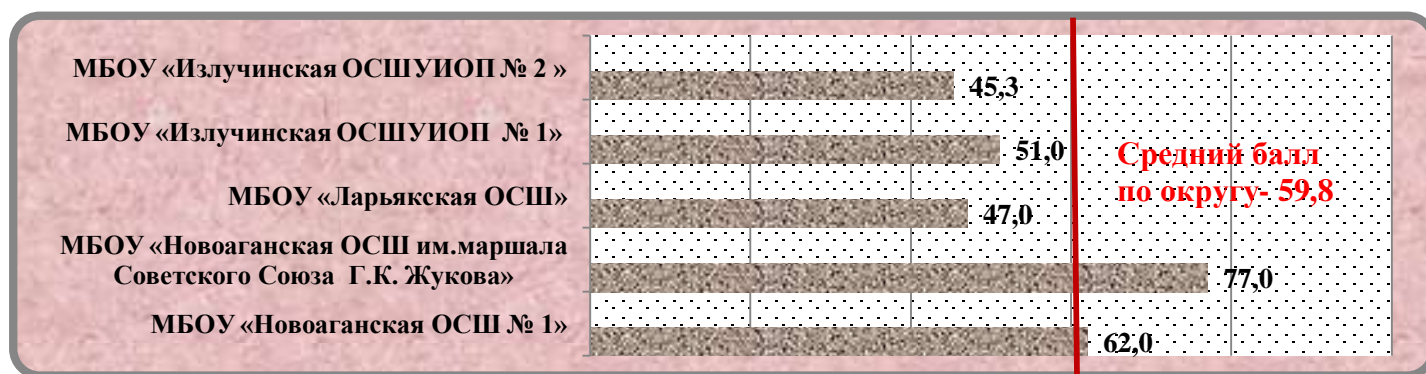 МБОУ «Излучинская ОСШУИОП № 2 »
45,3
МБОУ «Излучинская ОСШУИОП № 1»
51,0
Средний балл
по округу- 59,8
МБОУ «Ларьякская ОСШ»
47,0
МБОУ «Новоаганская ОСШ им.маршала
Советского Союза Г.К. Жукова»
77,0
МБОУ «Новоаганская ОСШ № 1»
62,0